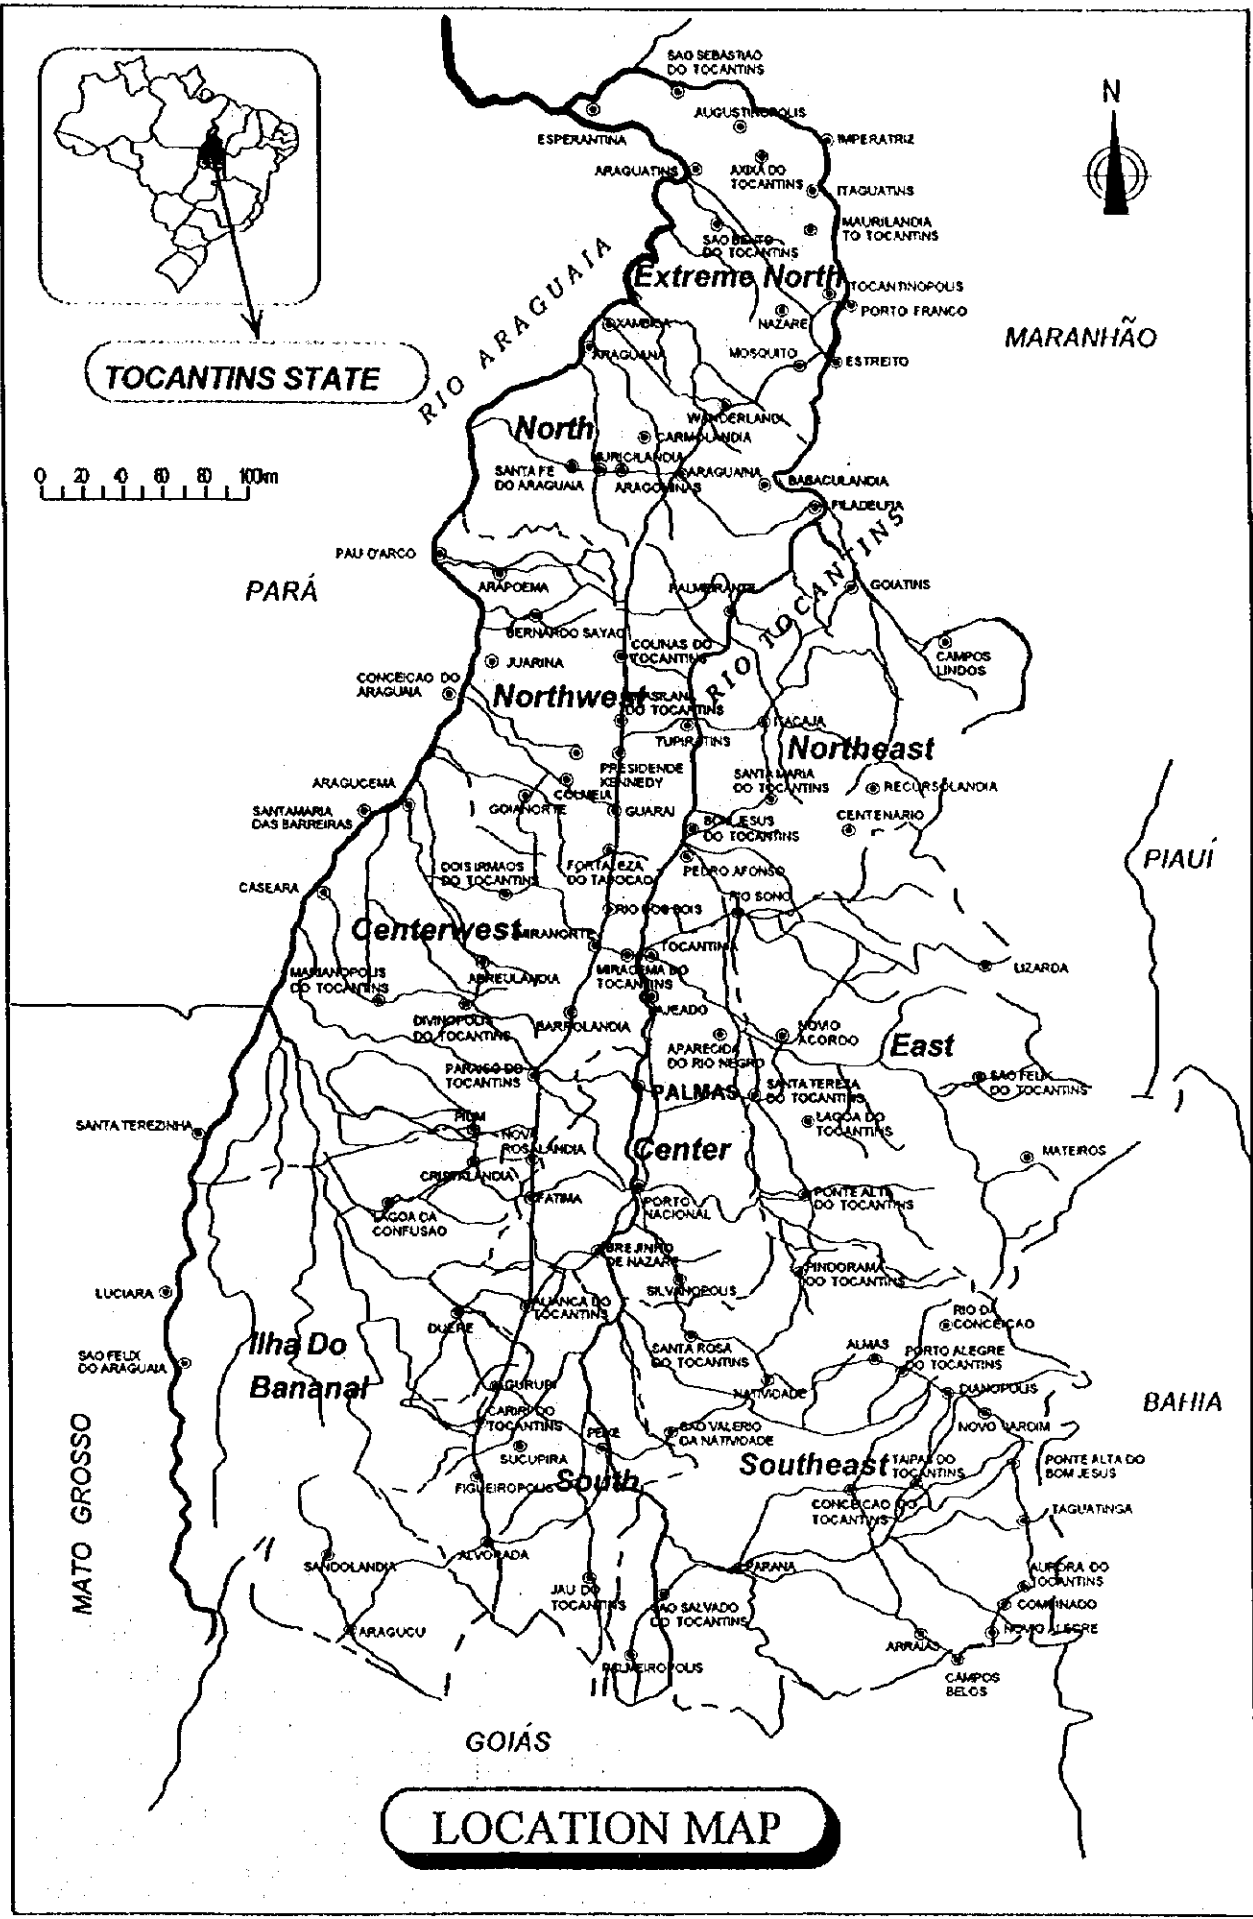 SAO SEBASTIAO
DO TOCANTINS
N
AUGUSTINOPOLIS
ESPERANTINA
IMPERATRIZ
ARAGUATINS
AXIXA DO
TOCANTINS
ITAGUATINS
MAURILANDIA
TO TOCANTINS
SAO BENTO
DO TOCANTINS
Extreme North
TOCANTINOPOLIS
PORTO FRANCO
NAZARE
XAMBIOA
RIO ARAGUAIA
MARANHÃO
ARAGUANA
MOSQUITO
ESTREITO
TOCANTINS STATE
WANDERLANDI
North
CARMOLANDIA
MURICILANDIA
0 20 40 60 80 100km
SANTA FE
DO ARAGUAIA
ARAGOMINAS
ARAGUAINA
BABACULANDIA
FILADELFIA
PAU D'ARCO
PARÁ
ARAPOEMA
PALMEIRANTE
GOIATINS
RIO TOCANTINS
BERNARDO SAYAO
COLINAS DO
TOCANTINS
JUARINA
CAMPOS
LINDOS
CONCEICAO DO
ARAGUAIA
Northwest
DO TOCANTINS
ITACAJA
TUPIRATINS
Northeast
PRESIDENDE
KENNEDY
SANTA MARIA
DO TOCANTINS
ARAGUCEMA
COLMEIA
GOIANORTE
RECURSOLANDIA
SANTAMARIA
DAS BARREIRAS
GUARAI
CENTENARIO
BOM JESUS
DO TOCANTINS
PIAUÍ
DOIS IRMAOS
DO TOCANTINS
FORTALEZA
DO TABOCAO
PEDRO AFONSO
CASEARA
RIO SONO
RIO DOS BOIS
Centerwest
MIRANORTE
TOCANTINIA
MARIANOPOLIS
DO TOCANTINS
ABREULANDIA
MIRACEMA DO
TOCANTINS
LIZARDA
LAJEADO
DIVINOPOLIS
DO TOCANTINS
BARROLANDIA
NOVO
ACORDO
APARECIDA
DO RIO NEGRO
East
PARAISO DO
TOCANTINS
SAO FELIX
DO TOCANTINS
PALMAS
SANTA TEREZA
DO TOCANTINS
SANTA TEREZINHA
PIUM
LAGOA DO
TOCANTINS
NOVA
ROSALANDIA
Center
MATEIROS
CRISTALANDIA
FATIMA
PORTO
NACIONAL
PONTE ALTA
DO TOCANTINS
LAGOA DA
CONFUSAO
BREJINHO
DE NAZARE
PINDORAMA
DO TOCANTINS
LUCIARA
SILVANOPOLIS
ALIANCA DO
TOCANTINS
RIO DA
CONCEICAO
DUERE
Ilha Do
Bananal
SAO FELIX
DO ARAGUAIA
SANTA ROSA
DO TOCANTINS
ALMAS
PORTO ALEGRE
DO TOCANTINS
GURUPI
NATIVIDADE
DIANOPOLIS
BAHIA
CARIRI DO
TOCANTINS
NOVO JARDIM
MATO GROSSO
PEIXE
SAO VALERIO
DA NATIVIDADE
SUCUPIRA
Southeast
TAIPAS DO
TOCANTINS
PONTE ALTA DO
BOM JESUS
FIGUEIROPOLIS
South
CONCEICAO DO
TOCANTINS
TAGUATINGA
ALVORADA
SANDOLANDIA
PARANA
AURORA DO
TOCANTINS
JAU DO
TOCANTINS
SAO SALVADO
DO TOCANTINS
COMBINADO
ARAGUCU
ARRAIAS
NOVO ALEGRE
PALMEIROPOLIS
CAMPOS
BELOS
GOIÁS
LOCATION MAP